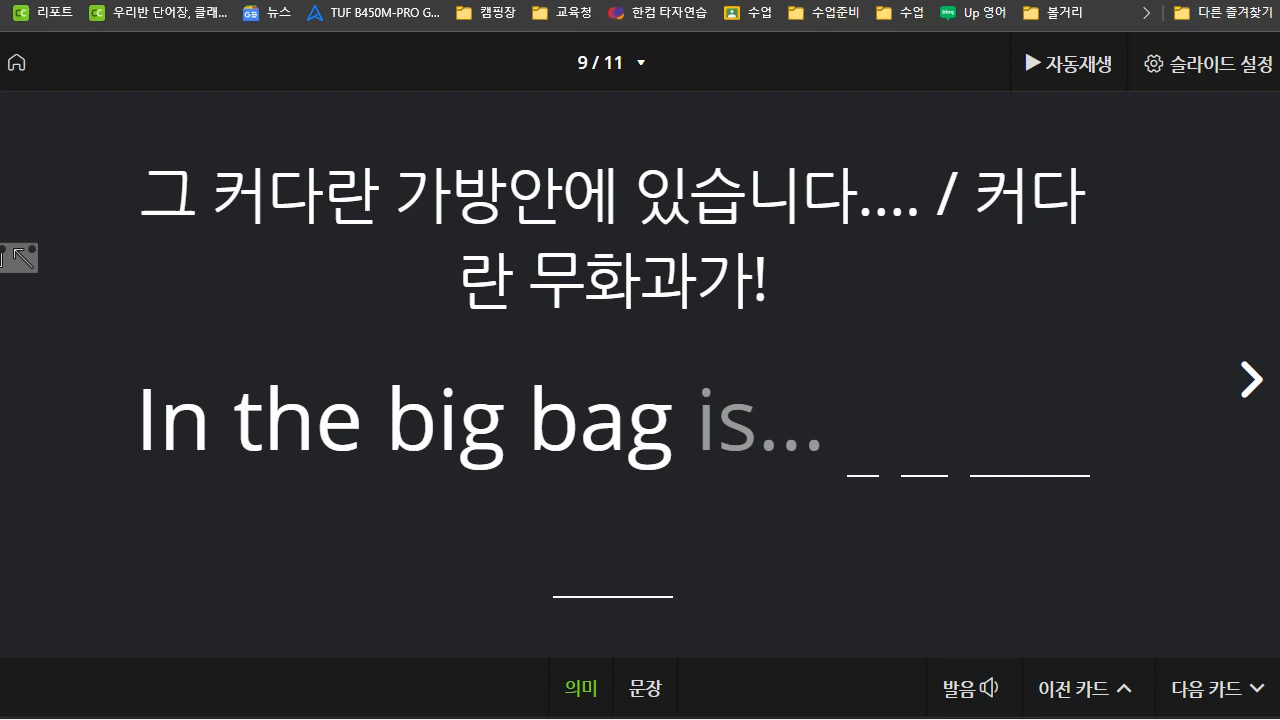 리포트 우리반 단어장, 클래... 뉴스 TUF B450M-PRO G... 캠핑장 교육청 한컴 타자연습 수업 수업준비 수업 Up 영어 볼거리 다른 즐겨찾기
9 / 11 자동재생 슬라이드 설정
그 커다란 가방안에 있습니다.... / 커다
란 무화과가!
In the big bag is...
의미 문장 발음 이전 카드 다음 카드